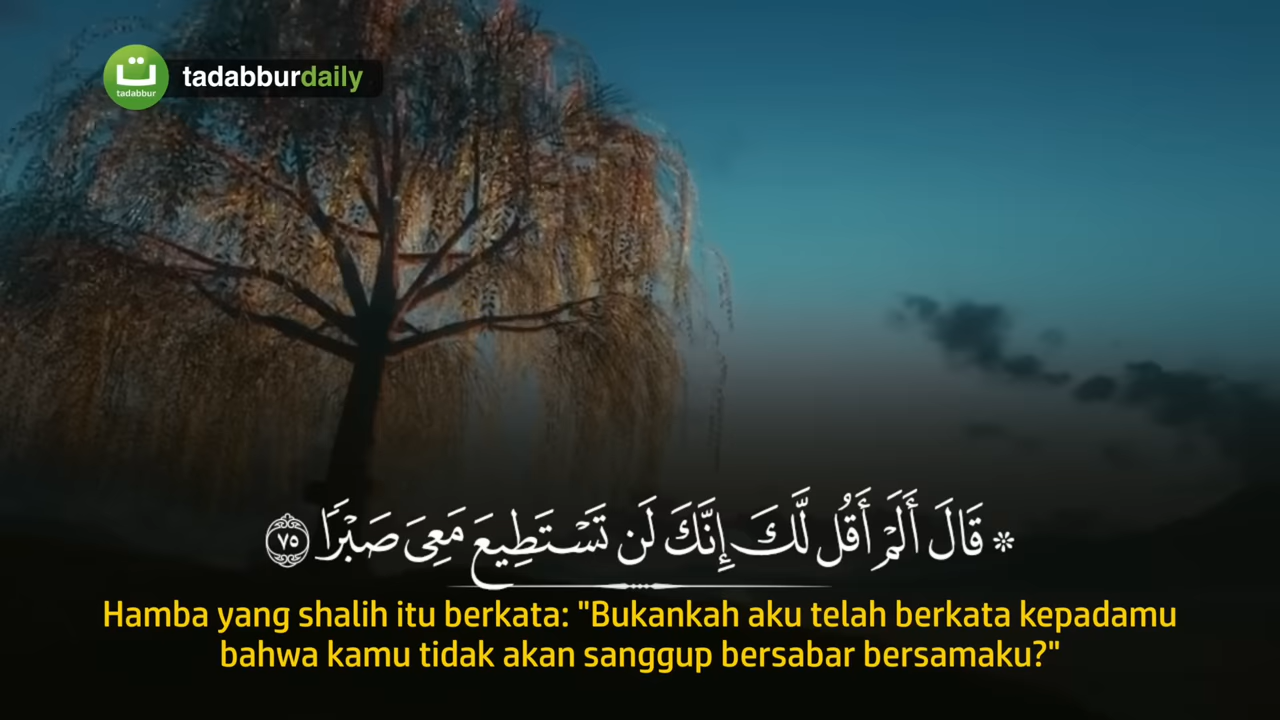 tadabbur
tadabburdaily
* قَالَ أَلَمْ أَقُل لَّكَ إِنَّكَ لَن تَسْتَطِيعَ مَعِىَ صَبْرًا ٧٥
Hamba yang shalih itu berkata: "Bukankah aku telah berkata kepadamu
bahwa kamu tidak akan sanggup bersabar bersamaku?"